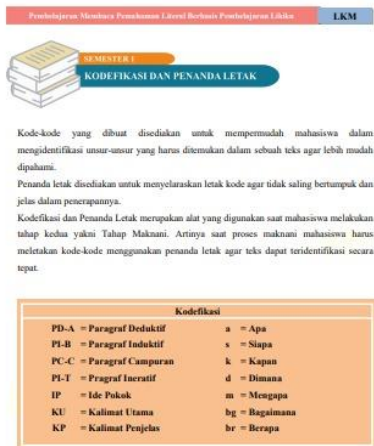 Pembelajaran Membaca Pemahaman Literal Berbasis Pembelajaran Likiku LKM
SEMESTER 1
KODEFIKASI DAN PENANDA LETAK
Kode-kode yang dibuat disediakan untuk mempermudah mahasiswa dalam
mengidentifikasi unsur-unsur yang harus ditemukan dalam sebuah teks agar lebih mudah
dipahami.
Penanda letak disediakan untuk menyelaraskan letak kode agar tidak saling bertumpuk dan
jelas dalam penerapannya.
Kodefikasi dan Penanda Letak merupakan alat yang digunakan saat mahasiswa melakukan
tahap kedua yakni Tahap Maknani. Artinya saat proses maknani mahasiswa harus
meletakan kode-kode menggunakan penanda letak agar teks dapat teridentifikasi secara
tepat.
Kodefikasi
PD-A = Paragraf Deduktif a = Apa
PI-B = Paragraf Induktif s = Siapa
PC-C = Paragraf Campuran k = Kapan
PI-T = Pragraf Ineratif d = Dimana
IP = Ide Pokok m = Mengapa
KU = Kalimat Utama bg = Bagaimana
KP = Kalimat Penjelas br = Berapa